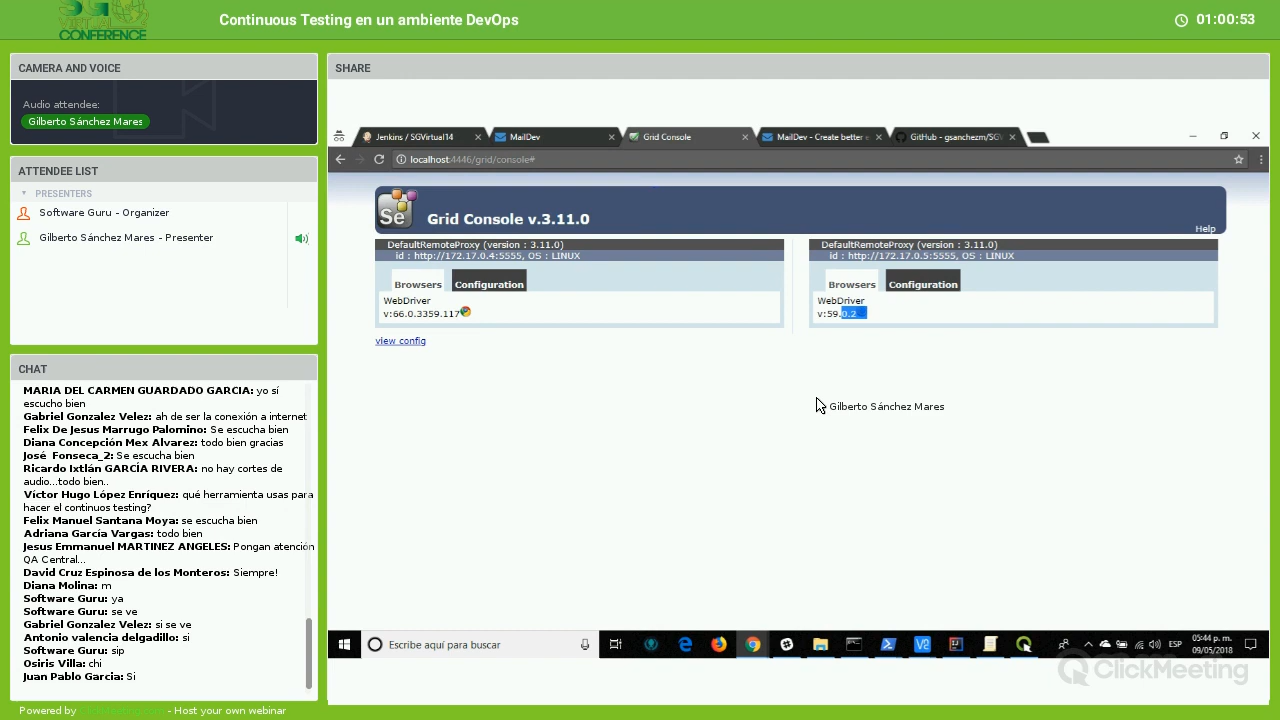 SG
VIRTUAL
CONFERENCE
Continuous Testing en un ambiente DevOps
01:00:53
CAMERA AND VOICE
Audio attendee:
Gilberto Sánchez Mares
ATTENDEE LIST
PRESENTERS
Software Guru - Organizer
Gilberto Sánchez Mares - Presenter
CHAT
MARIA DEL CARMEN GUARDADO GARCIA: yo sí
escucho bien
Gabriel Gonzalez Velez: ah de ser la conexión a internet
Felix De Jesus Marrugo Palomino: Se escucha bien
Diana Concepción Mex Alvarez: todo bien gracias
José Fonseca_2: Se escucha bien
Ricardo Ixtlán GARCÍA RIVERA: no hay cortes de
audio...todo bien..
Víctor Hugo López Enríquez: qué herramienta usas para
hacer el continuos testing?
Felix Manuel Santana Moya: se escucha bien
Adriana García Vargas: todo bien
Jesus Emmanuel MARTINEZ ANGELES: Pongan atención
QA Central...
David Cruz Espinosa de los Monteros: Siempre!
Diana Molina: m
Software Guru: ya
Software Guru: se ve
Gabriel Gonzalez Velez: si se ve
Antonio valencia delgadillo: si
Software Guru: sip
Osiris Villa: chi
Juan Pablo Garcia: Si
Powered by - Host your own webinar
SHARE
Jenkins / SGVirtual14
MailDev
Grid Console
MailDev - Create better e
GitHub - gsanchezm/SG
localhost:4446/grid/console#
Se
Grid Console v.3.11.0
Help
DefaultRemoteProxy (version : 3.11.0)
id : http://172.17.0.4:5555, OS : LINUX
Browsers
Configuration
WebDriver
v:66.0.3359.117
view config
DefaultRemoteProxy (version : 3.11.0)
id : http://172.17.0.5:5555, OS : LINUX
Browsers
Configuration
WebDriver
v:59.0.2
Gilberto Sánchez Mares
Escribe aquí para buscar
ESP
05:44 p. m.
09/05/2018
ClickMeeting